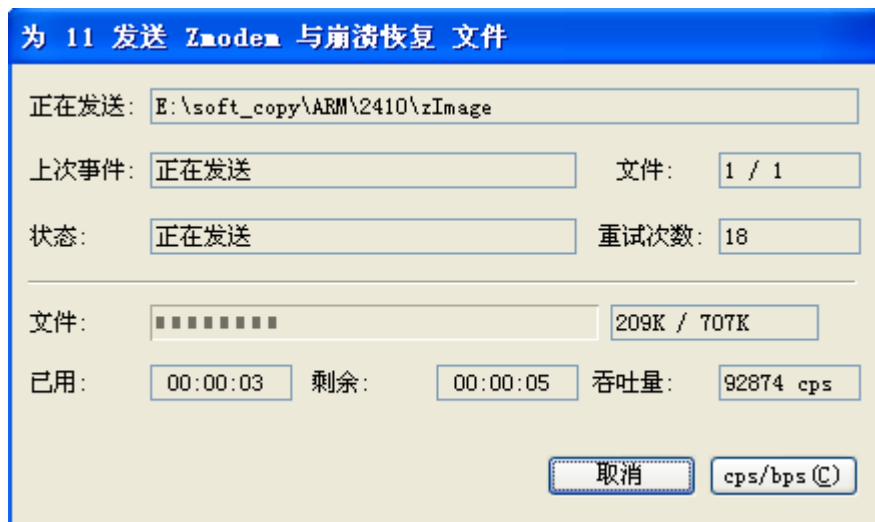 为 11 发送 Zmodem 与崩溃恢复 文件
正在发送: E:\soft_copy\ARM\2410\zImage
上次事件: 正在发送 文件: 1 / 1
状态: 正在发送 重试次数: 18
文件: 209K / 707K
已用: 00:00:03 剩余: 00:00:05 吞吐量: 92874 cps
取消 cps/bps(C)